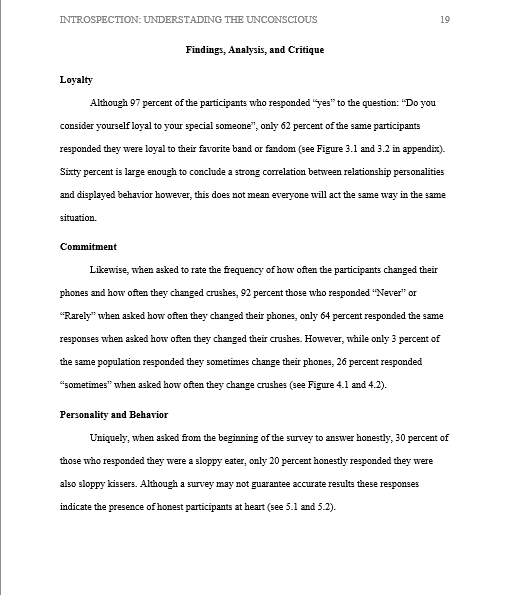 INTROSPECTION: UNDERSTADING THE UNCONSCIOUS 19
Findings, Analysis, and Critique
Loyalty
Although 97 percent of the participants who responded “yes” to the question: “Do you
consider yourself loyal to your special someone”, only 62 percent of the same participants
responded they were loyal to their favorite band or fandom (see Figure 3.1 and 3.2 in appendix).
Sixty percent is large enough to conclude a strong correlation between relationship personalities
and displayed behavior however, this does not mean everyone will act the same way in the same
situation.
Commitment
Likewise, when asked to rate the frequency of how often the participants changed their
phones and how often they changed crushes, 92 percent those who responded “Never” or
“Rarely” when asked how often they changed their phones, only 64 percent responded the same
responses when asked how often they changed their crushes. However, while only 3 percent of
the same population responded they sometimes change their phones, 26 percent responded
“sometimes” when asked how often they change crushes (see Figure 4.1 and 4.2).
Personality and Behavior
Uniquely, when asked from the beginning of the survey to answer honestly, 30 percent of
those who responded they were a sloppy eater, only 20 percent honestly responded they were
also sloppy kissers. Although a survey may not guarantee accurate results these responses
indicate the presence of honest participants at heart (see 5.1 and 5.2).